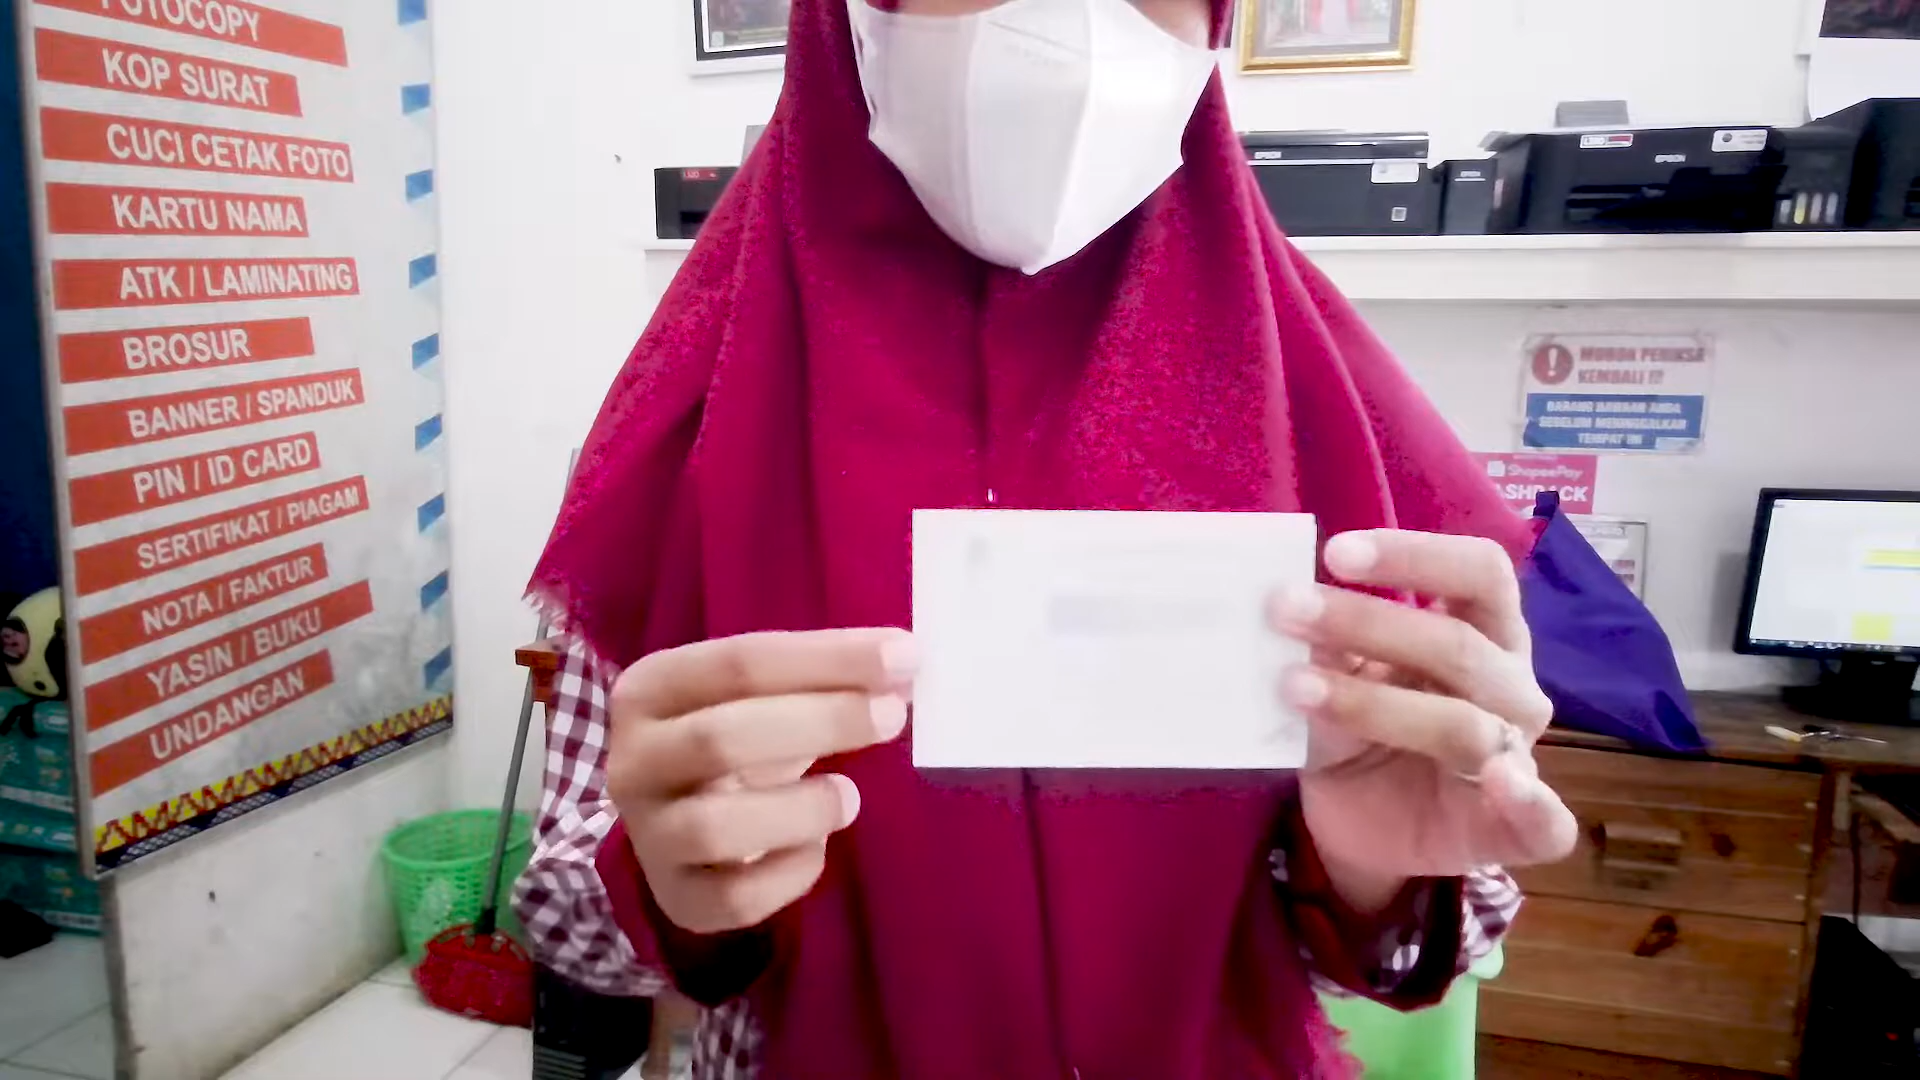 FOTOCOPY
KOP SURAT
CUCI CETAK FOTO
KARTU NAMA
ATK / LAMINATING
BROSUR
BANNER / SPANDUK
PIN / ID CARD
SERTIFIKAT / PIAGAM
NOTA / FAKTUR
YASIN / BUKU
UNDANGAN
EPSON
EPSON
EPSON
MOHON PERIKSA
KEMBALI !!!
BARANG BAWAAN ANDA
SEBELUM MENINGGALKAN
TEMPAT INI
ShopeePay
ASHBACK